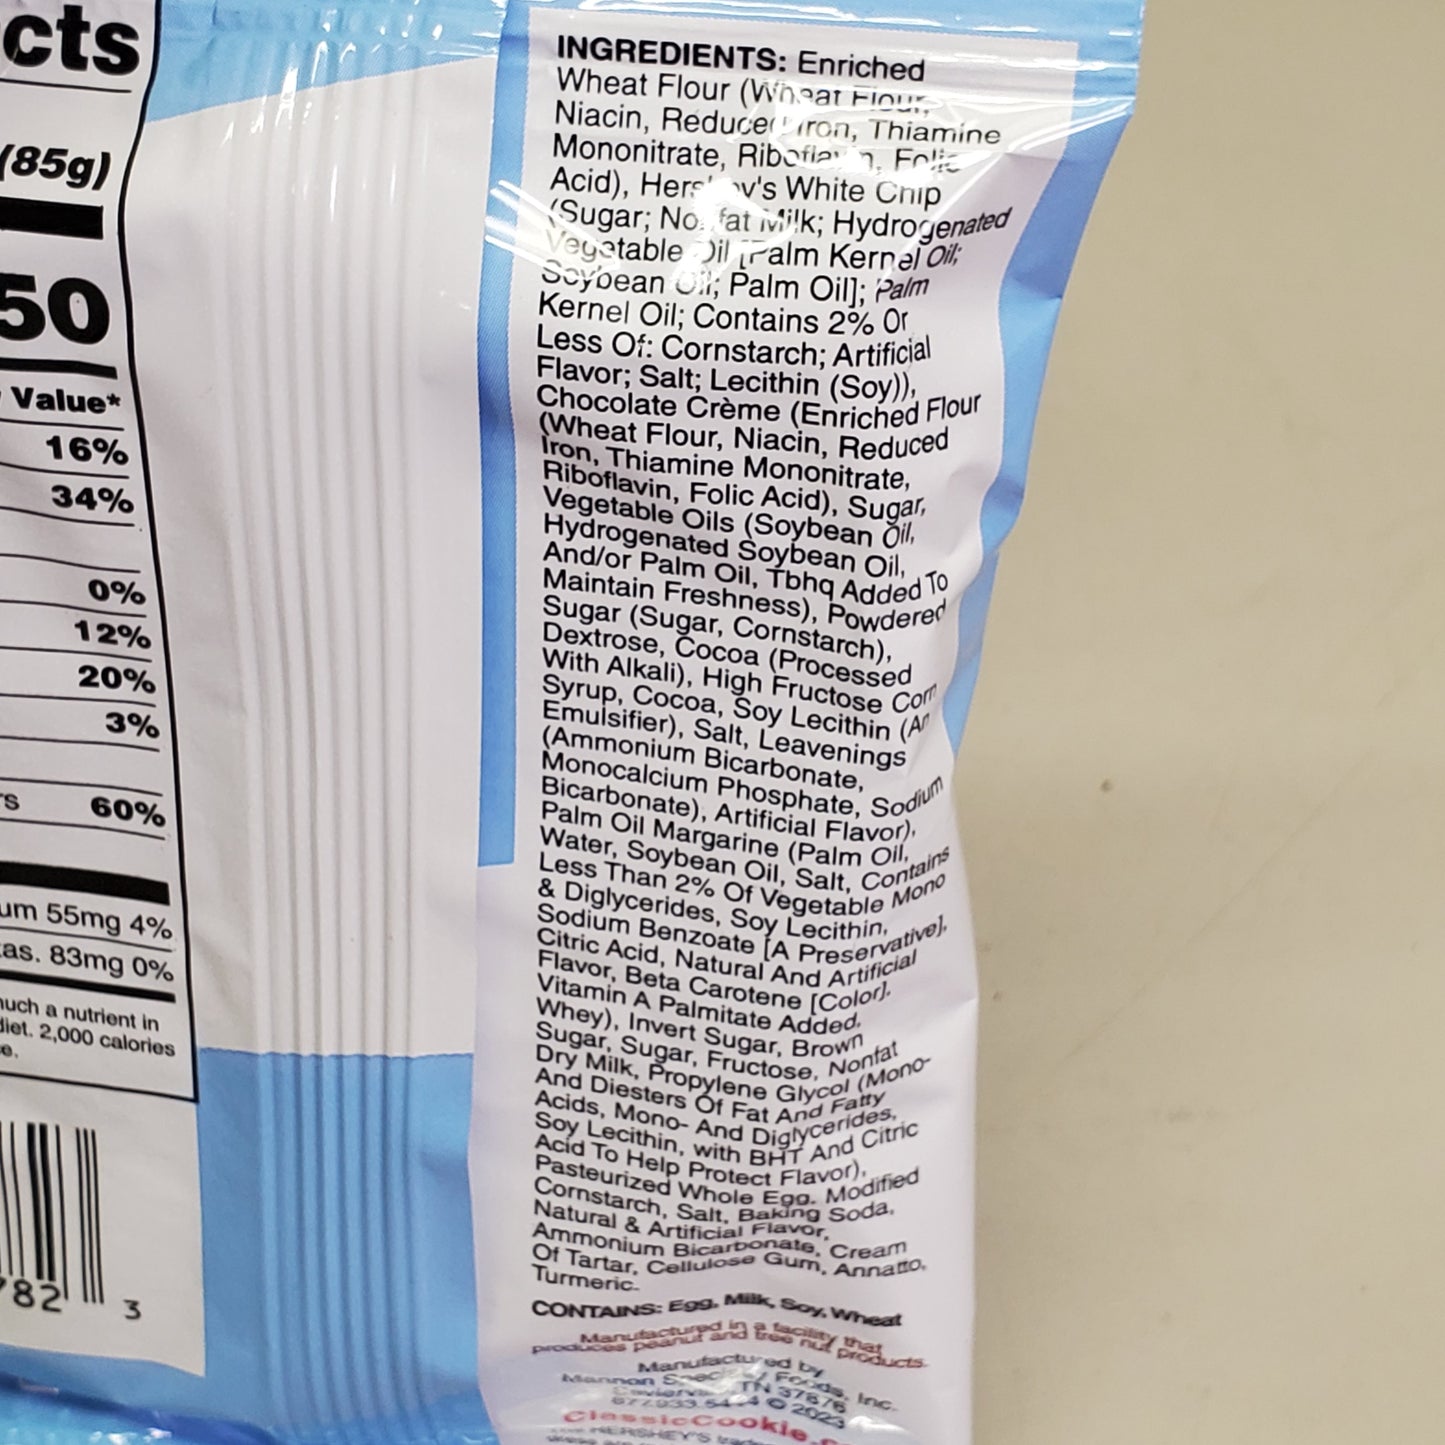 cts
(85g)
50
Value*
16%
34%
0%
12%
20%
3%
60%
um 55mg 4%
as. 83mg 0%
much a nutrient in
diet. 2,000 calories
e.
782 3
INGREDIENTS: Enriched
Wheat Flour (Wheat Flour,
Niacin, Reduced Iron, Thiamine
Mononitrate, Riboflavin, Folic
Acid), Hershey's White Chip
(Sugar; Nonfat Milk; Hydrogenated
Vegetable Oil [Palm Kernel Oil;
Soybean Oil; Palm Oil]; Palm
Kernel Oil; Contains 2% Or
Less Of: Cornstarch; Artificial
Flavor; Salt; Lecithin (Soy)),
Chocolate Crème (Enriched Flour
(Wheat Flour, Niacin, Reduced
Iron, Thiamine Mononitrate,
Riboflavin, Folic Acid), Sugar,
Vegetable Oils (Soybean Oil,
Hydrogenated Soybean Oil,
And/or Palm Oil, Tbhq Added To
Maintain Freshness), Powdered
Sugar (Sugar, Cornstarch),
Dextrose, Cocoa (Processed
With Alkali), High Fructose Corn
Syrup, Cocoa, Soy Lecithin (An
Emulsifier), Salt, Leavenings
(Ammonium Bicarbonate,
Monocalcium Phosphate, Sodium
Bicarbonate), Artificial Flavor),
Palm Oil Margarine (Palm Oil,
Water, Soybean Oil, Salt, Contains
Less Than 2% Of Vegetable Mono
& Diglycerides, Soy Lecithin,
Sodium Benzoate [A Preservative],
Citric Acid, Natural And Artificial
Flavor, Beta Carotene [Color].
Vitamin A Palmitate Added,
Whey), Invert Sugar, Brown
Sugar, Sugar, Fructose, Nonfat
Dry Milk, Propylene Glycol (Mono-
And Diesters Of Fat And Fatty
Acids, Mono- And Diglycerides,
Soy Lecithin, with BHT And Citric
Acid To Help Protect Flavor),
Pasteurized Whole Egg, Modified
Cornstarch, Salt, Baking Soda,
Natural & Artificial Flavor,
Ammonium Bicarbonate, Cream
Of Tartar, Cellulose Gum, Annatto,
Turmeric.
CONTAINS: Egg, Milk, Soy, Wheat
Manufactured in a facility that
produces peanut and tree nut products.
Manufactured by
Mannon Specialty Foods, Inc.
TN 37876
© 2023
ClassicCookie.
HERSHEY'S